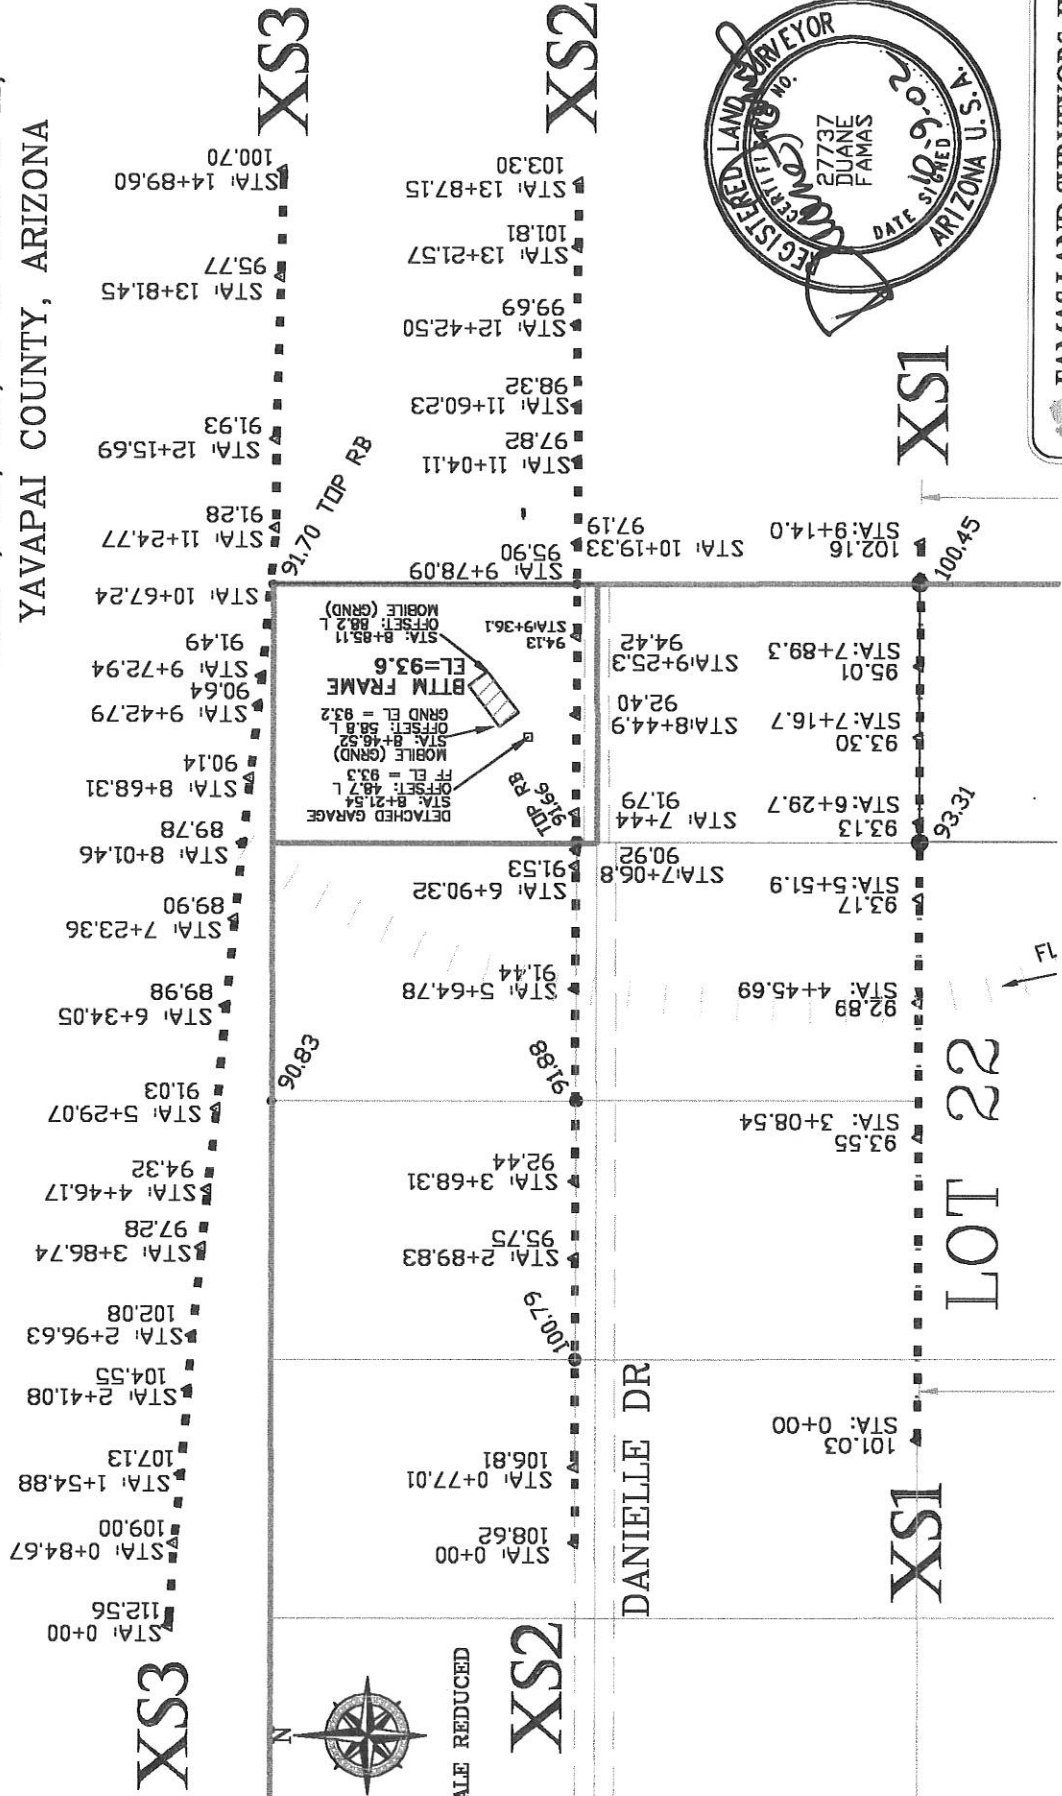 YAVAPAI COUNTY, ARIZONA
XS3
STA: 0+00
112.56
STA: 0+84.67
109.00
STA: 1+54.88
107.13
STA: 2+41.08
104.55
STA: 2+96.63
102.08
STA: 3+86.74
97.28
STA: 4+46.17
94.32
STA: 5+29.07
91.03
STA: 6+34.05
89.98
STA: 7+23.36
89.90
STA: 8+01.46
89.78
STA: 8+68.31
90.14
STA: 9+42.79
90.64
STA: 9+72.94
91.49
STA: 10+67.24
91.70 TOP RB
STA: 11+24.77
91.28
STA: 12+15.69
91.93
STA: 13+81.45
95.77
STA: 14+89.60
100.70
XS3
90.83
N
ALE REDUCED
DETACHED GARAGE
STA: 8+21.54
OFFSET: 48.7 L
FF EL = 93.3
MOBILE (GRND)
STA: 8+46.52
OFFSET: 58.8 L
GRND EL = 93.2
BTTM FRAME
EL=93.6
STA: 8+85.11
OFFSET: 88.2 L
MOBILE (GRND)
XS2
STA: 0+00
108.62
STA: 0+77.01
106.81
100.79
STA: 2+89.83
95.75
STA: 3+68.31
92.44
91.88
STA: 5+64.78
91.44
STA: 6+90.32
91.53
TOP RB
91.66
STA:7+06.8
90.92
STA: 7+44
91.79
STA:8+44.9
92.40
STA:9+25.3
94.42
94.13
STA:9+36.1
STA: 9+78.09
95.90
STA: 10+19.33
97.19
STA: 11+04.11
97.82
STA: 11+60.23
98.32
STA: 12+42.50
99.69
STA: 13+21.57
101.81
STA: 13+87.15
103.30
XS2
DANIELLE DR
XS1
101.03
STA: 0+00
93.55
STA: 3+08.54
92.89
STA: 4+45.69
93.17
STA:5+51.9
93.31
93.13
STA:6+29.7
93.30
STA:7+16.7
95.01
STA:7+89.3
100.45
102.16
STA:9+14.0
XS1
LOT 22
FL
REGISTERED LAND SURVEYOR
CERTIFICATE NO.
27737
DUANE
FAMAS
DATE SIGNED
10-9-02
ARIZONA U.S.A.
FAMAS LAND SURVEYORS